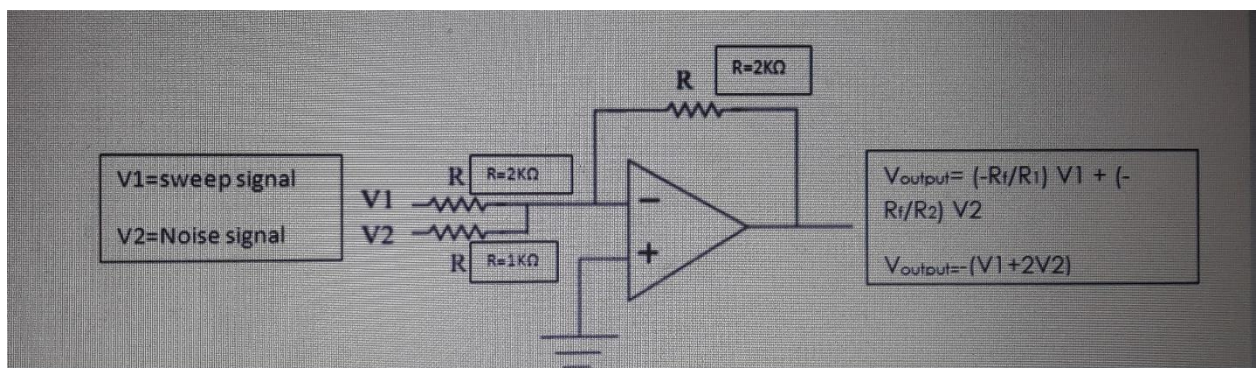 R=2KΩ
R
V1=sweep signal
V2=Noise signal
R
R=2KΩ
V1
V2
R
R=1KΩ
-
+
Voutput= (-Rf/R1) V1 + (-
Rf/R2) V2
Voutput=-(V1+2V2)